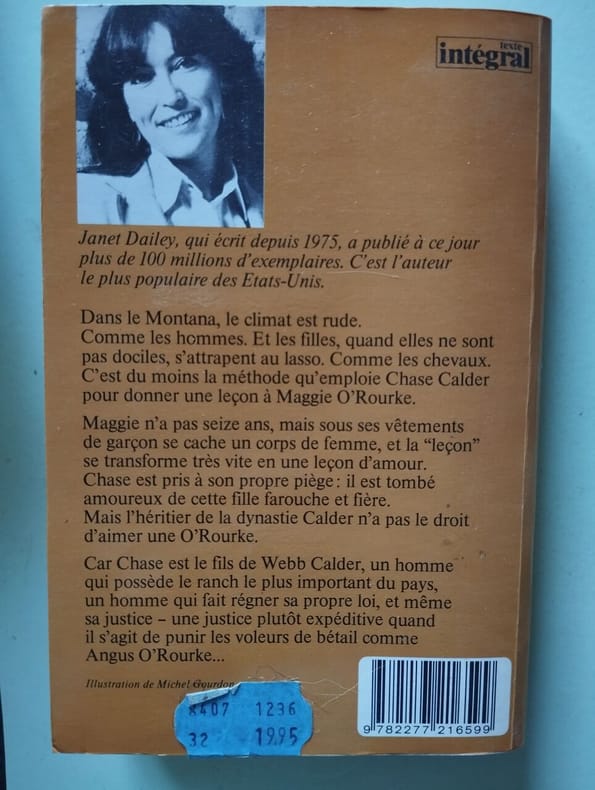 texte
intégral
Janet Dailey, qui écrit depuis 1975, a publié à ce jour
plus de 100 millions d'exemplaires. C'est l'auteur
le plus populaire des Etats-Unis.
Dans le Montana, le climat est rude.
Comme les hommes. Et les filles, quand elles ne sont
pas dociles, s'attrapent au lasso. Comme les chevaux.
C'est du moins la méthode qu'emploie Chase Calder
pour donner une leçon à Maggie O'Rourke.
Maggie n'a pas seize ans, mais sous ses vêtements
de garçon se cache un corps de femme, et la “leçon”
se transforme très vite en une leçon d'amour.
Chase est pris à son propre piège : il est tombé
amoureux de cette fille farouche et fière.
Mais l'héritier de la dynastie Calder n'a pas le droit
d'aimer une O'Rourke.
Car Chase est le fils de Webb Calder, un homme
qui possède le ranch le plus important du pays,
un homme qui fait régner sa propre loi, et même
sa justice – une justice plutôt expéditive quand
il s'agit de punir les voleurs de bétail comme
Angus O'Rourke...
Illustration de Michel Gourdon
1236
32 1995
9 782277 216599